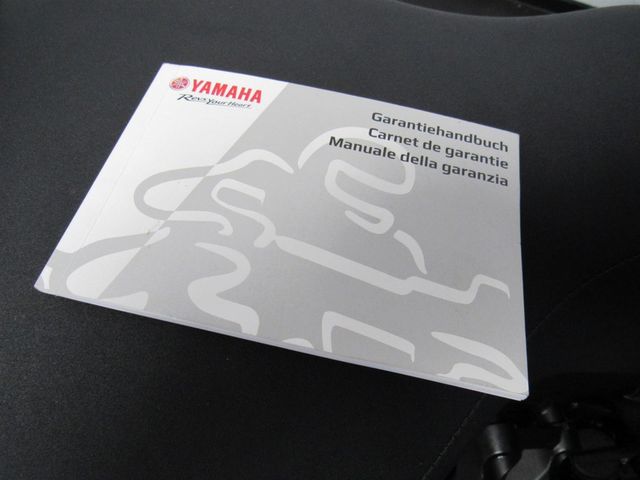 YAMAHA
Revs Your Heart
Garantiehandbuch
Carnet de garantie
Manuale della garanzia